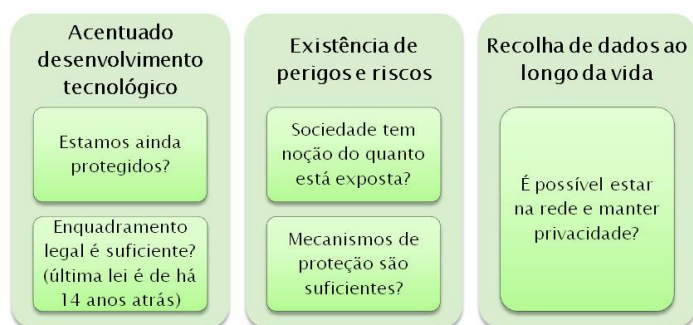 Acentuado
desenvolvimento
tecnológico
Estamos ainda
protegidos?
Enquadramento
legal é suficiente?
(última lei é de há
14 anos atrás)
Existência de
perigos e riscos
Sociedade tem
noção do quanto
está exposta?
Mecanismos de
proteção são
suficientes?
Recolha de dados ao
longo da vida
É possível estar
na rede e manter
privacidade?